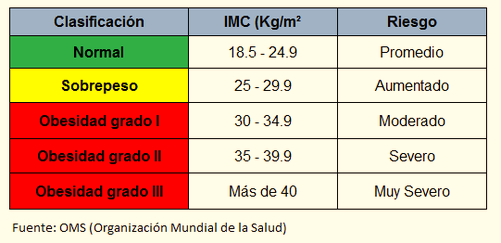 Clasificación IMC (Kg/m² Riesgo
Normal 18.5 - 24.9 Promedio
Sobrepeso 25 - 29.9 Aumentado
Obesidad grado I 30 - 34.9 Moderado
Obesidad grado II 35 - 39.9 Severo
Obesidad grado III Más de 40 Muy Severo
Fuente: OMS (Organización Mundial de la Salud)